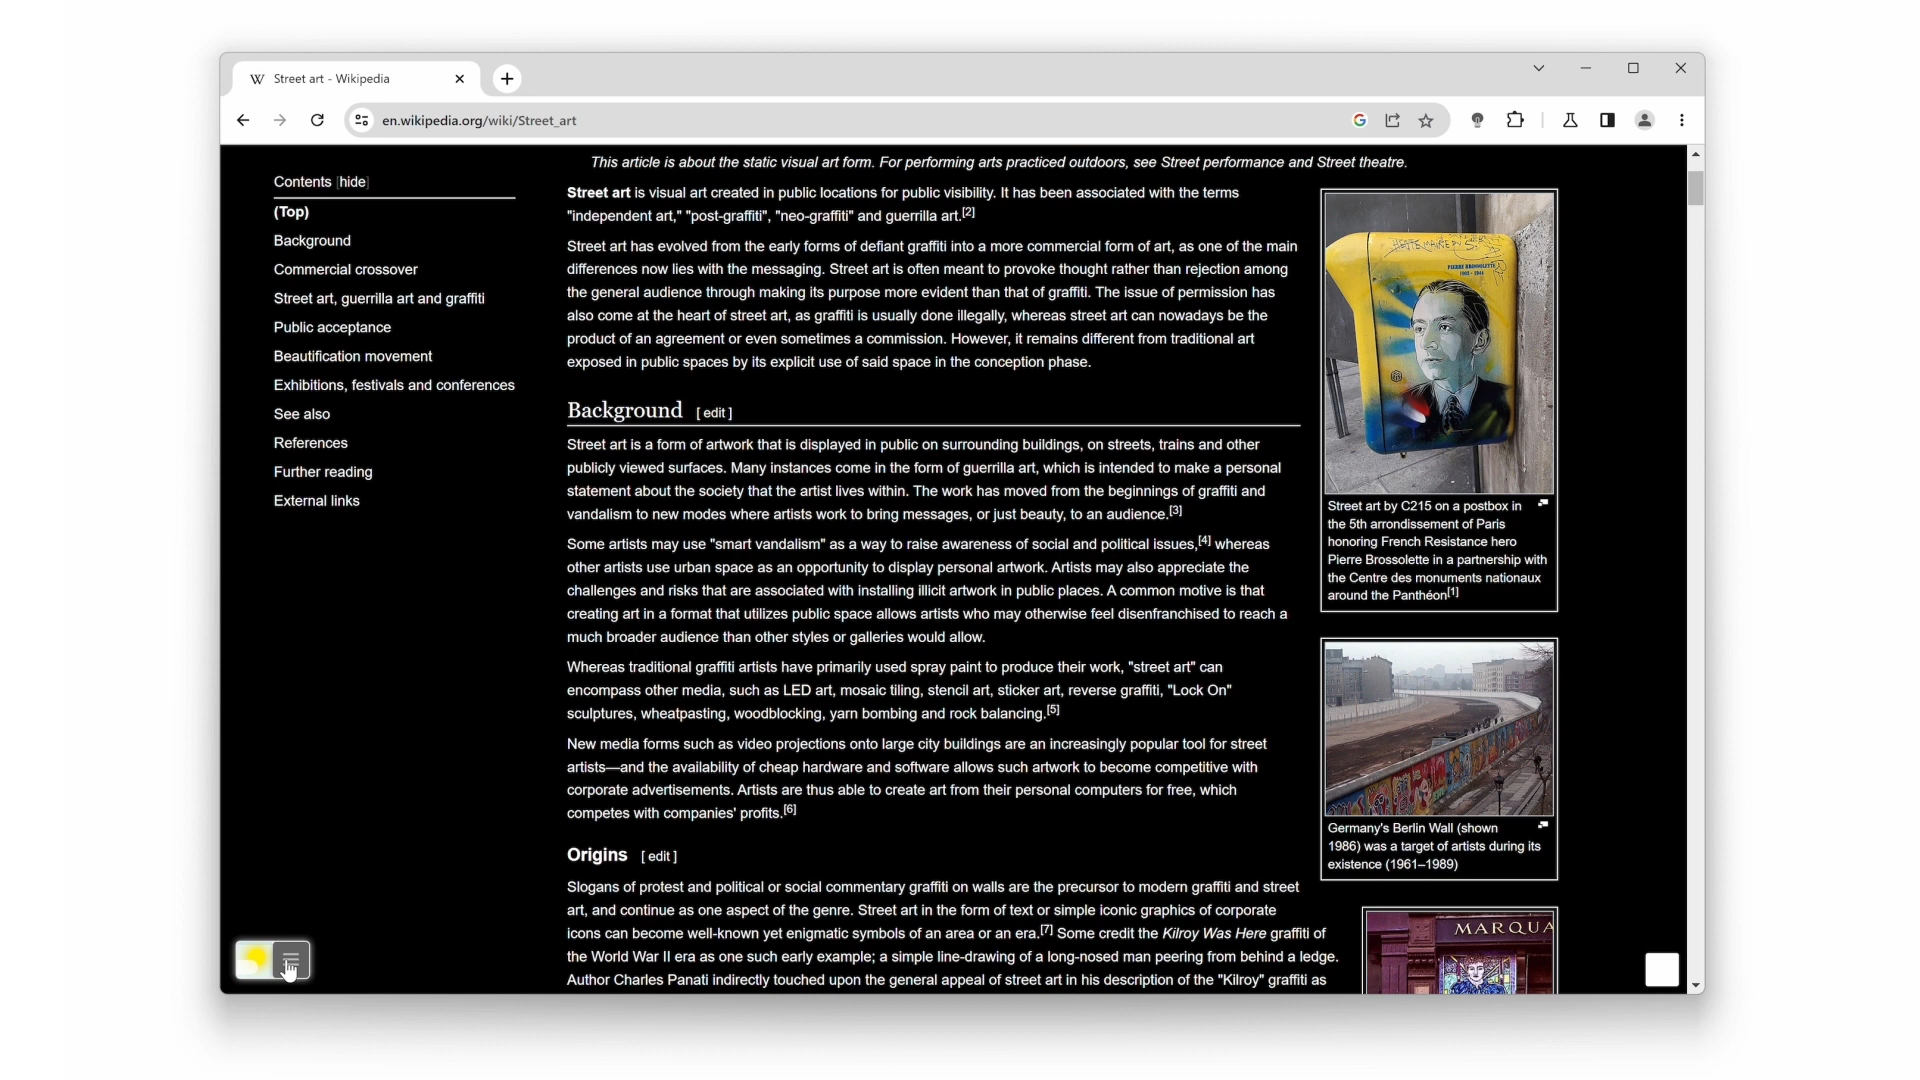 Street art - Wikipedia
en.wikipedia.org/wiki/Street_art
Contents [hide]
(Top)
Background
Commercial crossover
Street art, guerrilla art and graffiti
Public acceptance
Beautification movement
Exhibitions, festivals and conferences
See also
References
Further reading
External links
This article is about the static visual art form. For performing arts practiced outdoors, see Street performance and Street theatre.
Street art is visual art created in public locations for public visibility. It has been associated with the terms
"independent art," "post-graffiti", "neo-graffiti" and guerrilla art.[2]
Street art has evolved from the early forms of defiant graffiti into a more commercial form of art, as one of the main
differences now lies with the messaging. Street art is often meant to provoke thought rather than rejection among
the general audience through making its purpose more evident than that of graffiti. The issue of permission has
also come at the heart of street art, as graffiti is usually done illegally, whereas street art can nowadays be the
product of an agreement or even sometimes a commission. However, it remains different from traditional art
exposed in public spaces by its explicit use of said space in the conception phase.
Background [ edit ]
Street art is a form of artwork that is displayed in public on surrounding buildings, on streets, trains and other
publicly viewed surfaces. Many instances come in the form of guerrilla art, which is intended to make a personal
statement about the society that the artist lives within. The work has moved from the beginnings of graffiti and
vandalism to new modes where artists work to bring messages, or just beauty, to an audience.[3]
Some artists may use "smart vandalism" as a way to raise awareness of social and political issues,[4] whereas
other artists use urban space as an opportunity to display personal artwork. Artists may also appreciate the
challenges and risks that are associated with installing illicit artwork in public places. A common motive is that
creating art in a format that utilizes public space allows artists who may otherwise feel disenfranchised to reach a
much broader audience than other styles or galleries would allow.
Whereas traditional graffiti artists have primarily used spray paint to produce their work, "street art" can
encompass other media, such as LED art, mosaic tiling, stencil art, sticker art, reverse graffiti, "Lock On"
sculptures, wheatpasting, woodblocking, yarn bombing and rock balancing.[5]
New media forms such as video projections onto large city buildings are an increasingly popular tool for street
artists—and the availability of cheap hardware and software allows such artwork to become competitive with
corporate advertisements. Artists are thus able to create art from their personal computers for free, which
competes with companies' profits.[6]
Origins [ edit ]
Slogans of protest and political or social commentary graffiti on walls are the precursor to modern graffiti and street
art, and continue as one aspect of the genre. Street art in the form of text or simple iconic graphics of corporate
icons can become well-known yet enigmatic symbols of an area or an era.[7] Some credit the Kilroy Was Here graffiti of
the World War II era as one such early example; a simple line-drawing of a long-nosed man peering from behind a ledge.
Author Charles Panati indirectly touched upon the general appeal of street art in his description of the "Kilroy" graffiti as
PIERRE BROSSOLETTE
Street art by C215 on a postbox in
the 5th arrondissement of Paris
honoring French Resistance hero
Pierre Brossolette in a partnership with
the Centre des monuments nationaux
around the Panthéon[1]
Germany's Berlin Wall (shown
1986) was a target of artists during its
existence (1961–1989)
MARQUA